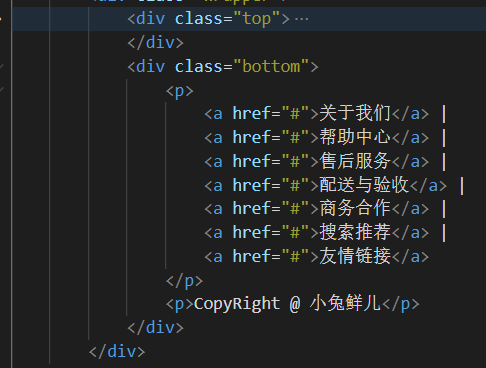 <div class="top">…
</div>
<div class="bottom">
<p>
<a href="#">关于我们</a> |
<a href="#">帮助中心</a> |
<a href="#">售后服务</a> |
<a href="#">配送与验收</a> |
<a href="#">商务合作</a> |
<a href="#">搜索推荐</a> |
<a href="#">友情链接</a>
</p>
<p>CopyRight @ 小兔鲜儿</p>
</div>
</div>